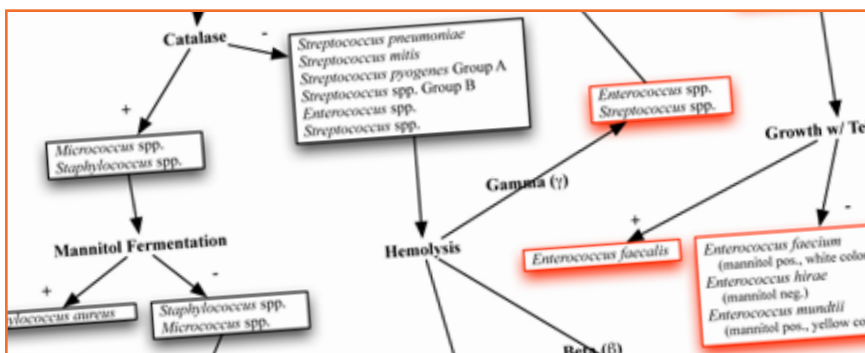 Catalase
-
Streptococcus pneumoniae
Streptococcus mitis
Streptococcus pyogenes Group A
Streptococcus spp. Group B
Enterococcus spp.
Streptococcus spp.
+
Micrococcus spp.
Staphylococcus spp.
Enterococcus spp.
Streptococcus spp.
Growth w/ Te
Gamma (γ)
Mannitol Fermentation
Hemolysis
+
-
Enterococcus faecalis
Enterococcus faecium
(mannitol pos., white colo
Enterococcus hirae
(mannitol neg.)
Enterococcus mundtii
(mannitol pos., yellow co
+
-
ylococcus aureus
Staphylococcus spp.
Micrococcus spp.
Beta (β)